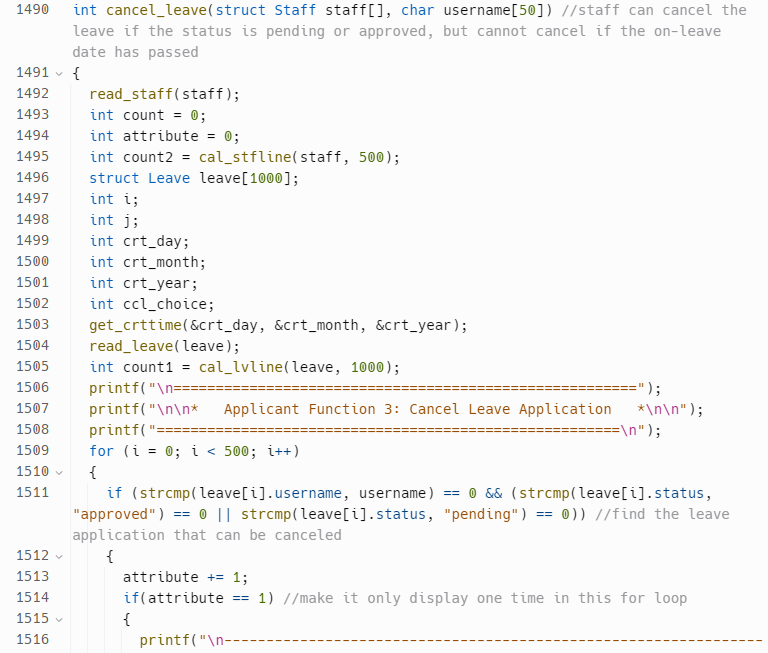 1490 int cancel_leave(struct Staff staff[], char username[50]) //staff can cancel the
leave if the status is pending or approved, but cannot cancel if the on-leave
date has passed
1491 {
1492 read_staff(staff);
1493 int count = 0;
1494 int attribute = 0;
1495 int count2 = cal_stfline(staff, 500);
1496 struct Leave leave[1000];
1497 int i;
1498 int j;
1499 int crt_day;
1500 int crt_month;
1501 int crt_year;
1502 int ccl_choice;
1503 get_crttime(&crt_day, &crt_month, &crt_year);
1504 read_leave(leave);
1505 int count1 = cal_lvline(leave, 1000);
1506 printf("\n=======================================================");
1507 printf("\n\n*   Applicant Function 3: Cancel Leave Application   *\n\n");
1508 printf("=======================================================\n");
1509 for (i = 0; i < 500; i++)
1510 {
1511 if (strcmp(leave[i].username, username) == 0 && (strcmp(leave[i].status,
"approved") == 0 || strcmp(leave[i].status, "pending") == 0)) //find the leave
application that can be canceled
1512 {
1513 attribute += 1;
1514 if(attribute == 1) //make it only display one time in this for loop
1515 {
1516 printf("\n----------------------------------------------------------------